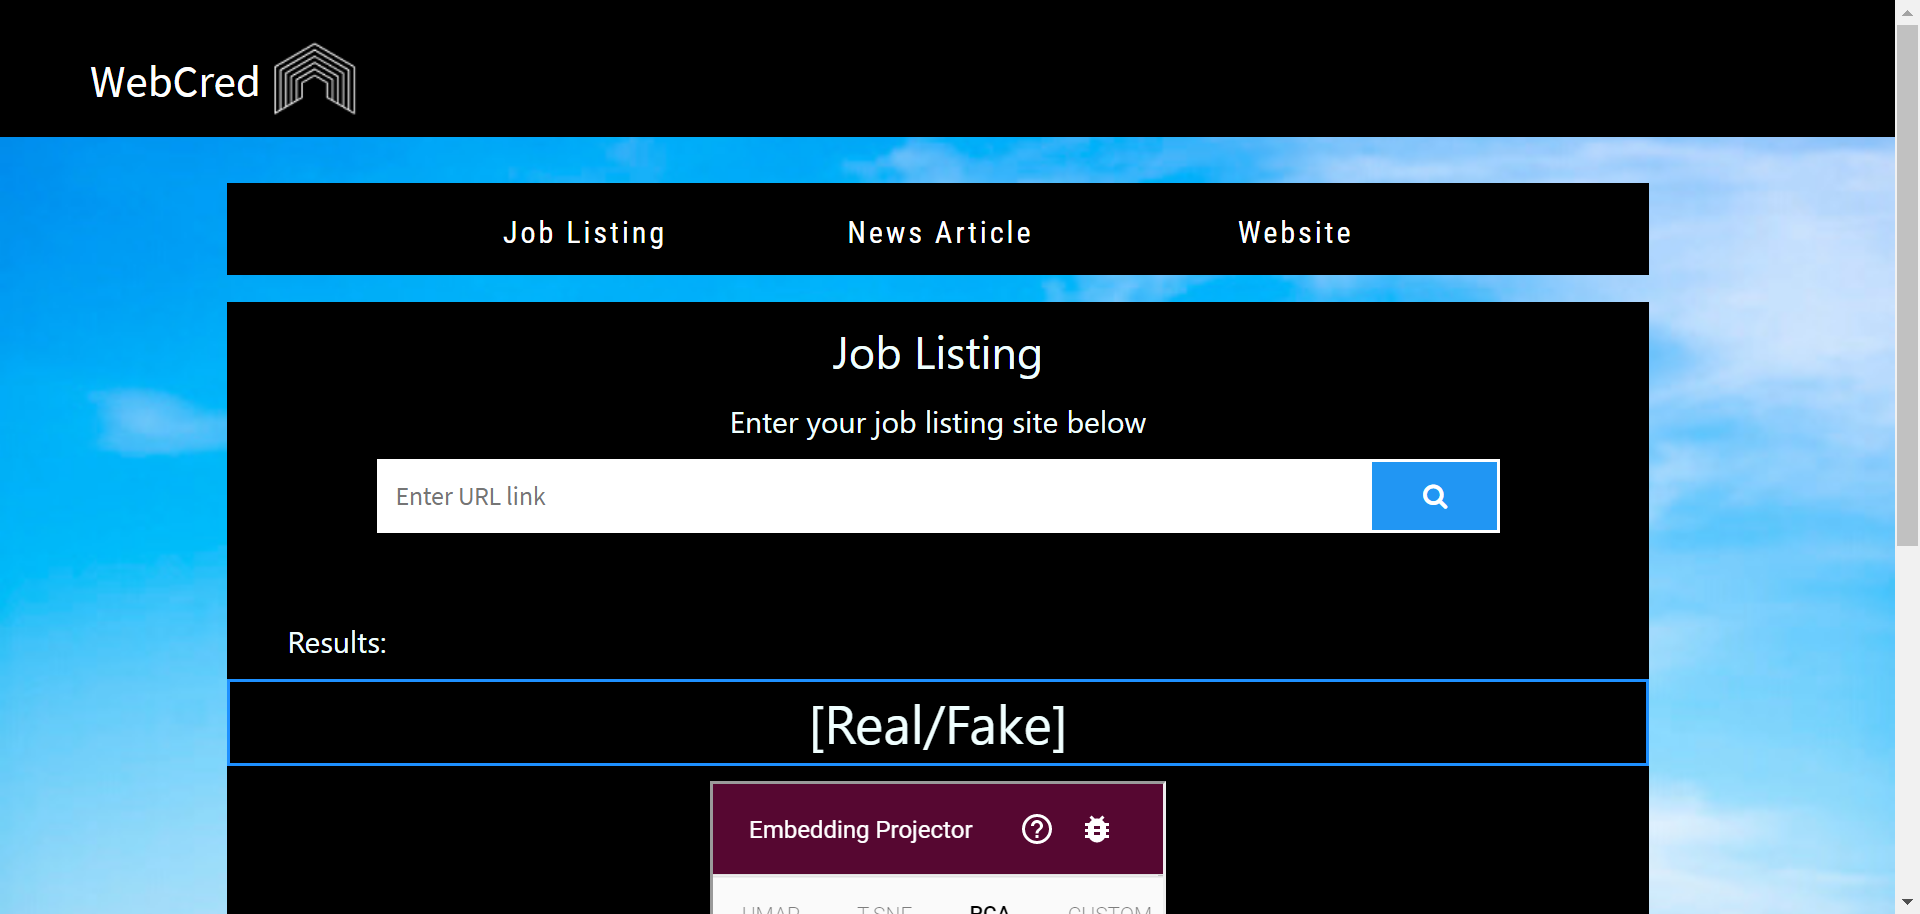 WebCred
Job Listing News Article Website
Job Listing
Enter your job listing site below
Enter URL link
Results:
[Real/Fake]
Embedding Projector
UMAP T-SNE PCA CUSTOM